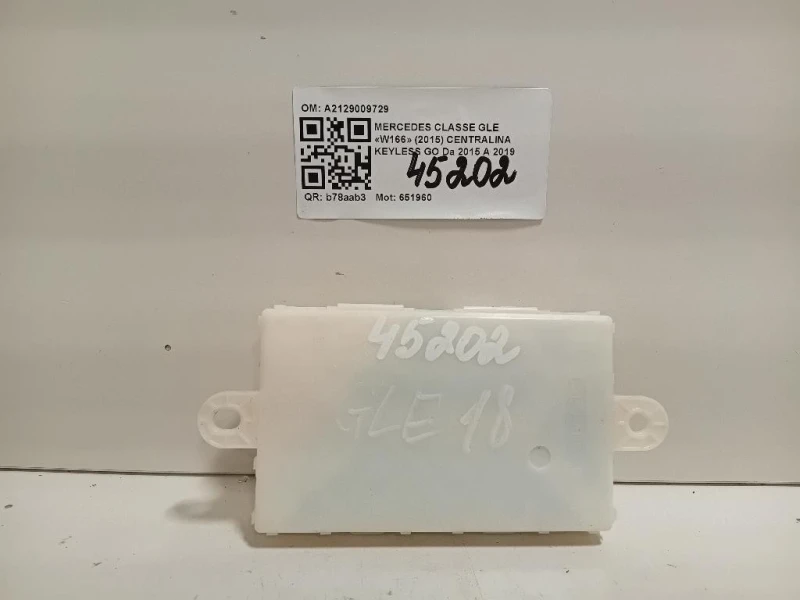 OM: A2129009729
MERCEDES CLASSE GLE
«W166» (2015) CENTRALINA
KEYLESS GO Da 2015 A 2019
45202
QR: b78aab3 Mot: 651960
45202
GLE 18